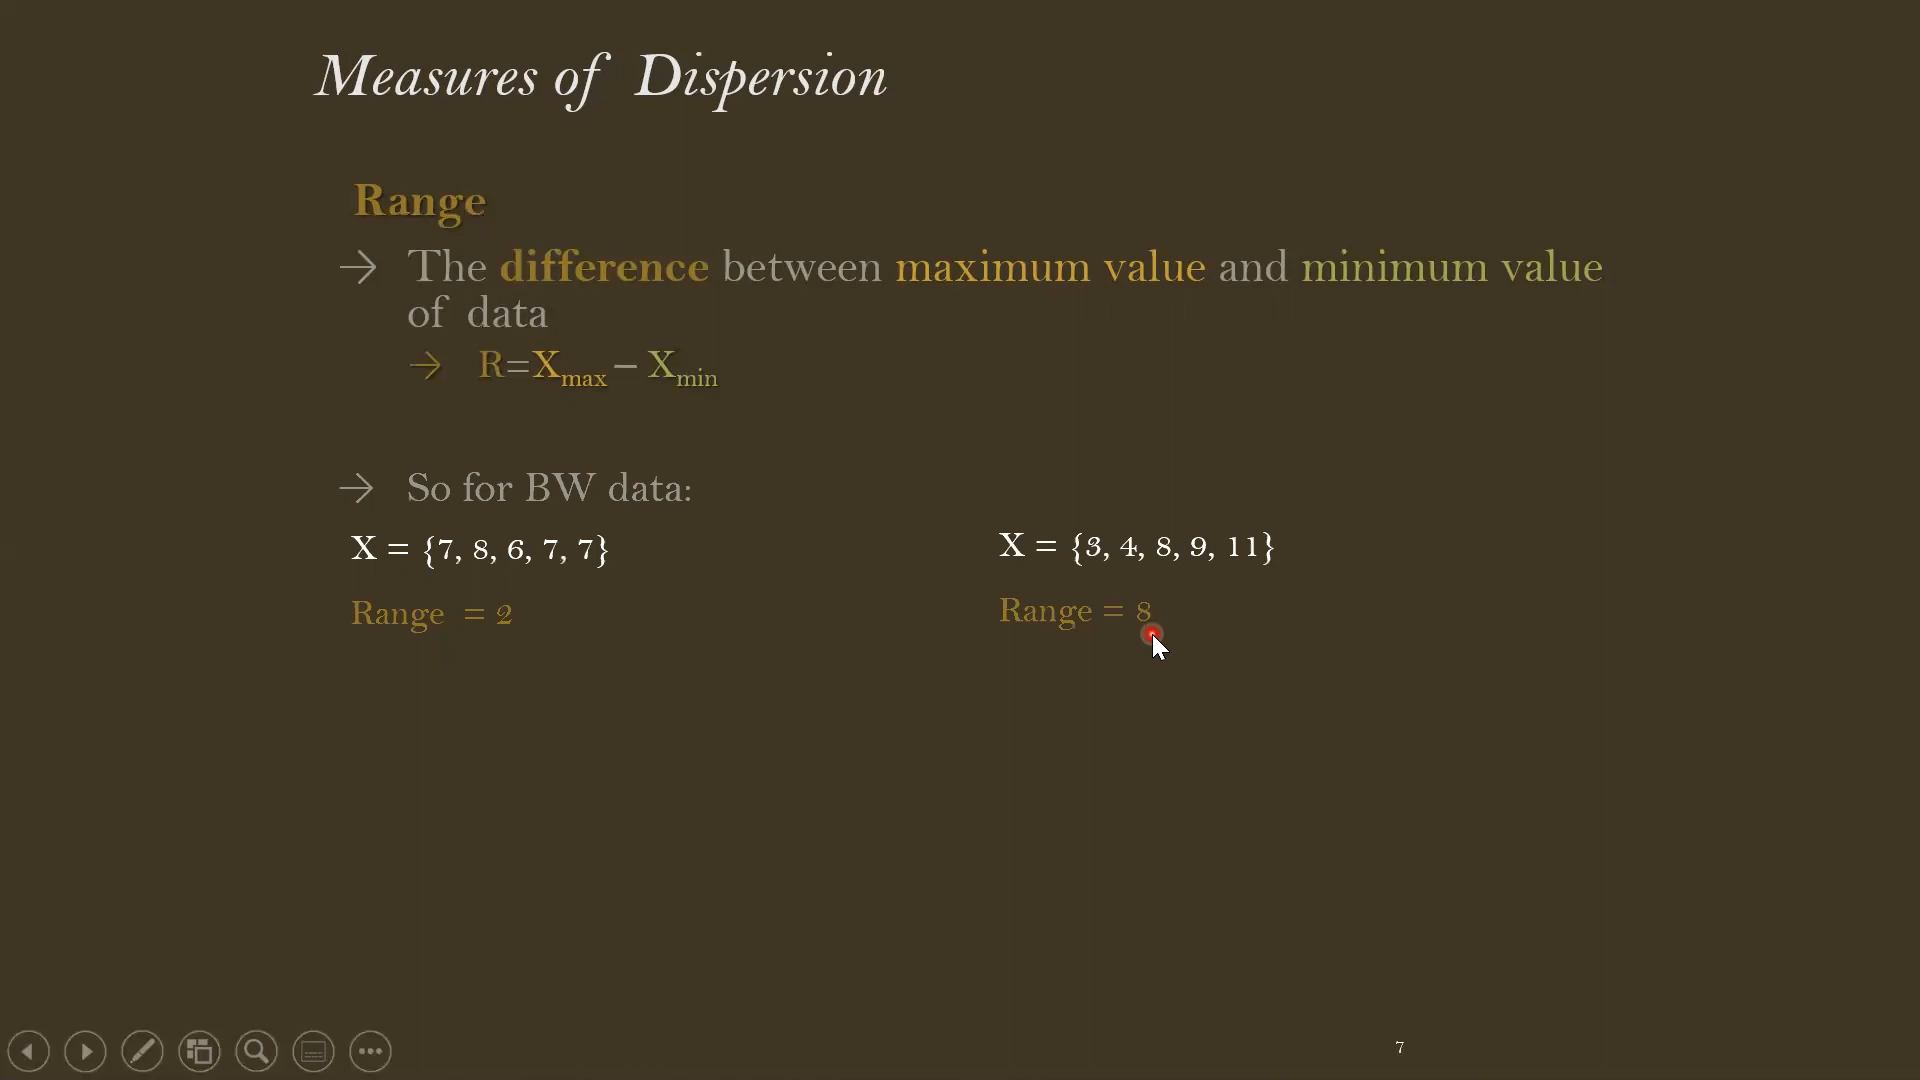 Measures of Dispersion
Range
→ The difference between maximum value and minimum value
of data
→ R=Xmax – Xmin
→ So for BW data:
X = {7, 8, 6, 7, 7}
X = {3, 4, 8, 9, 11}
Range = 2
Range = 8
7